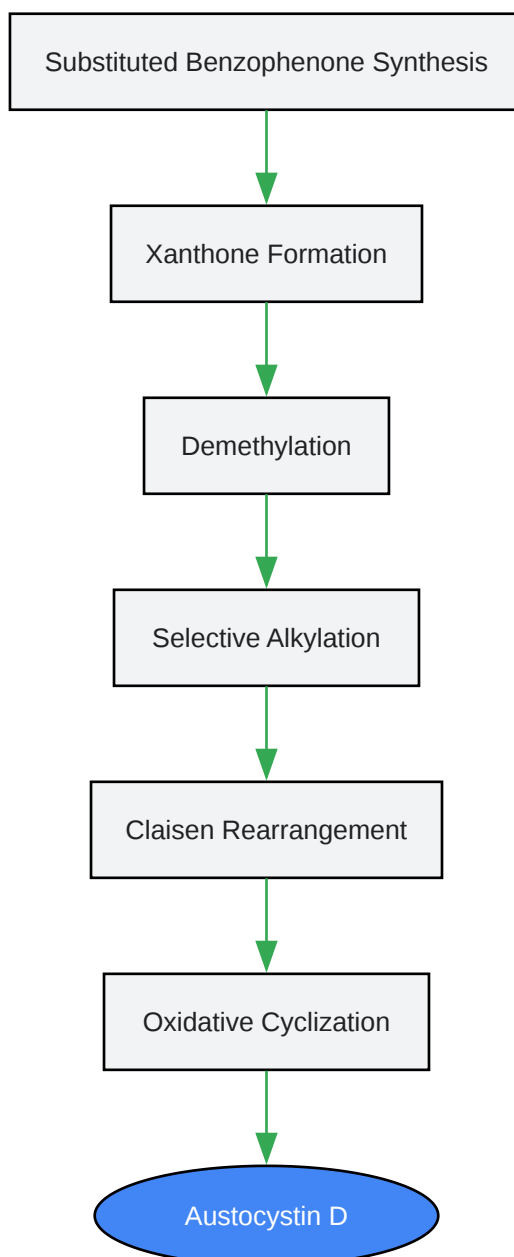 Substituted Benzophenone Synthesis
Xanthone Formation
Demethylation
Selective Alkylation
Claisen Rearrangement
Oxidative Cyclization
Austocystin D